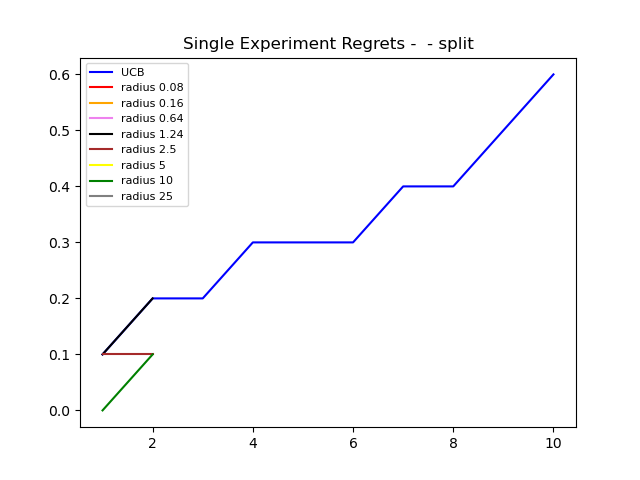 Single Experiment Regrets -  - split
UCB
radius 0.08
radius 0.16
radius 0.64
radius 1.24
radius 2.5
radius 5
radius 10
radius 25
0.6
0.5
0.4
0.3
0.2
0.1
0.0
2 4 6 8 10